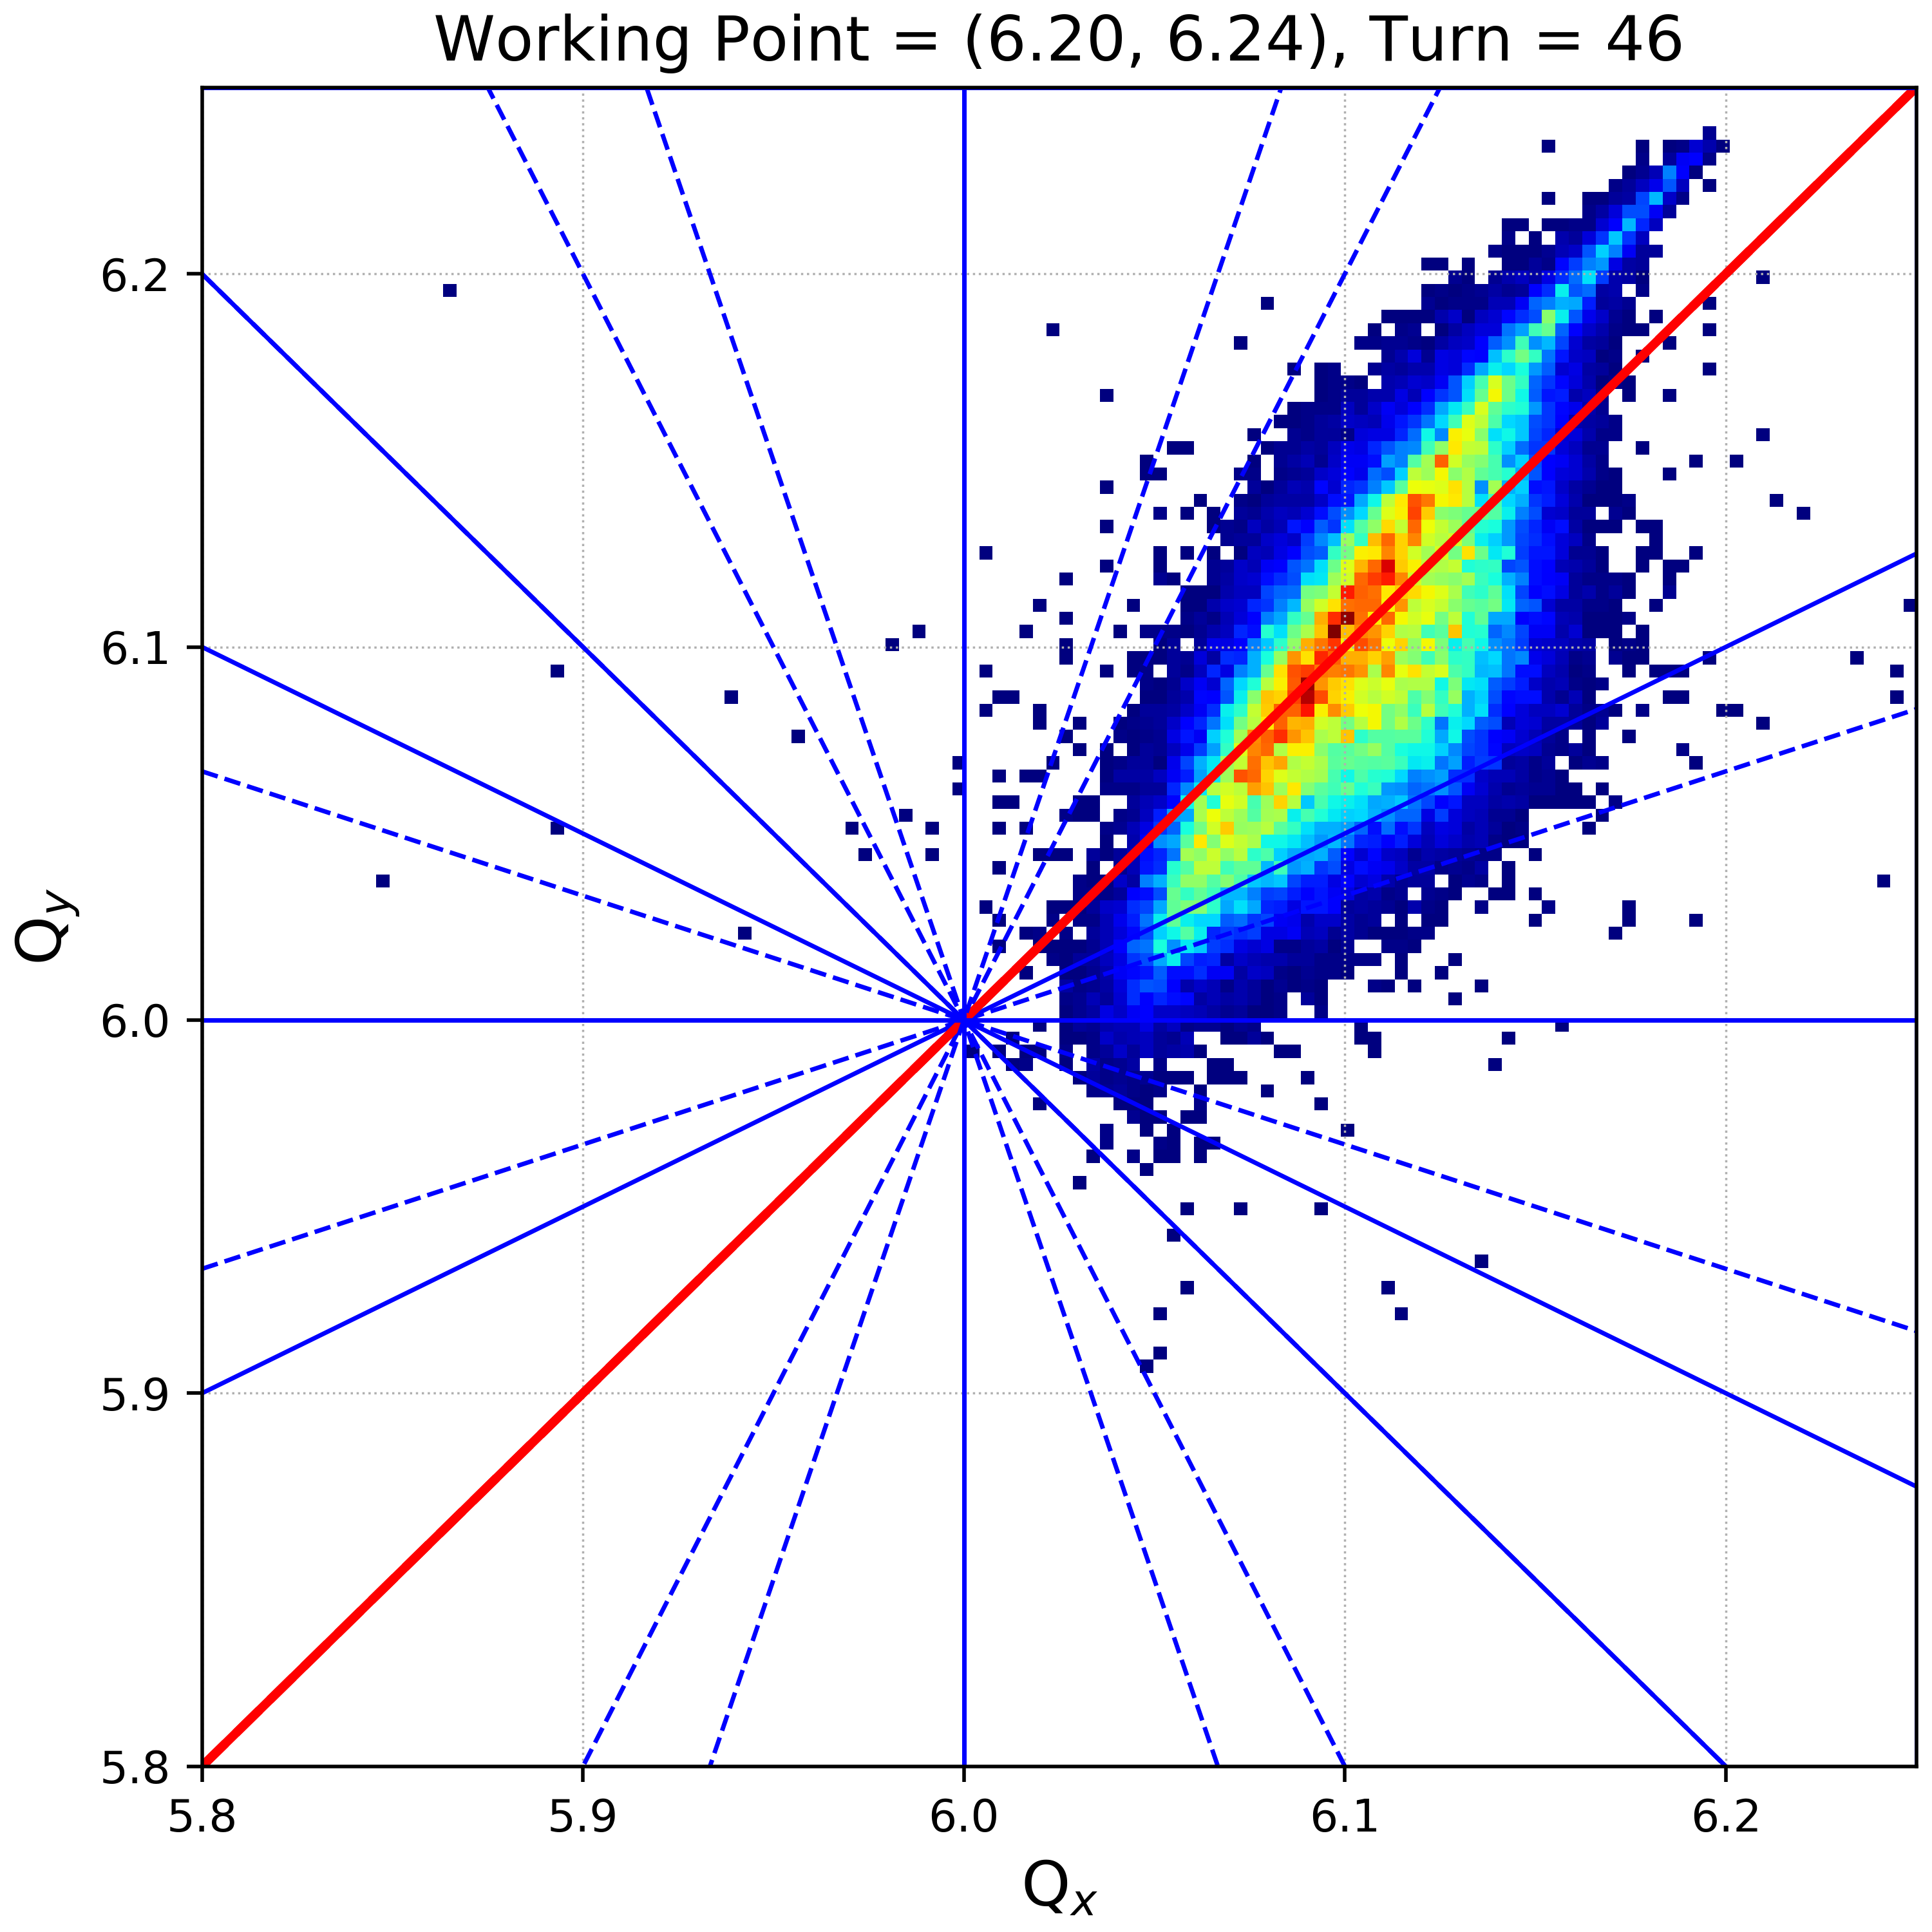 Working Point = (6.20, 6.24), Turn = 46
6.2
6.1
6.0
5.9
5.8
Qy
5.8 5.9 6.0 6.1 6.2
Qx